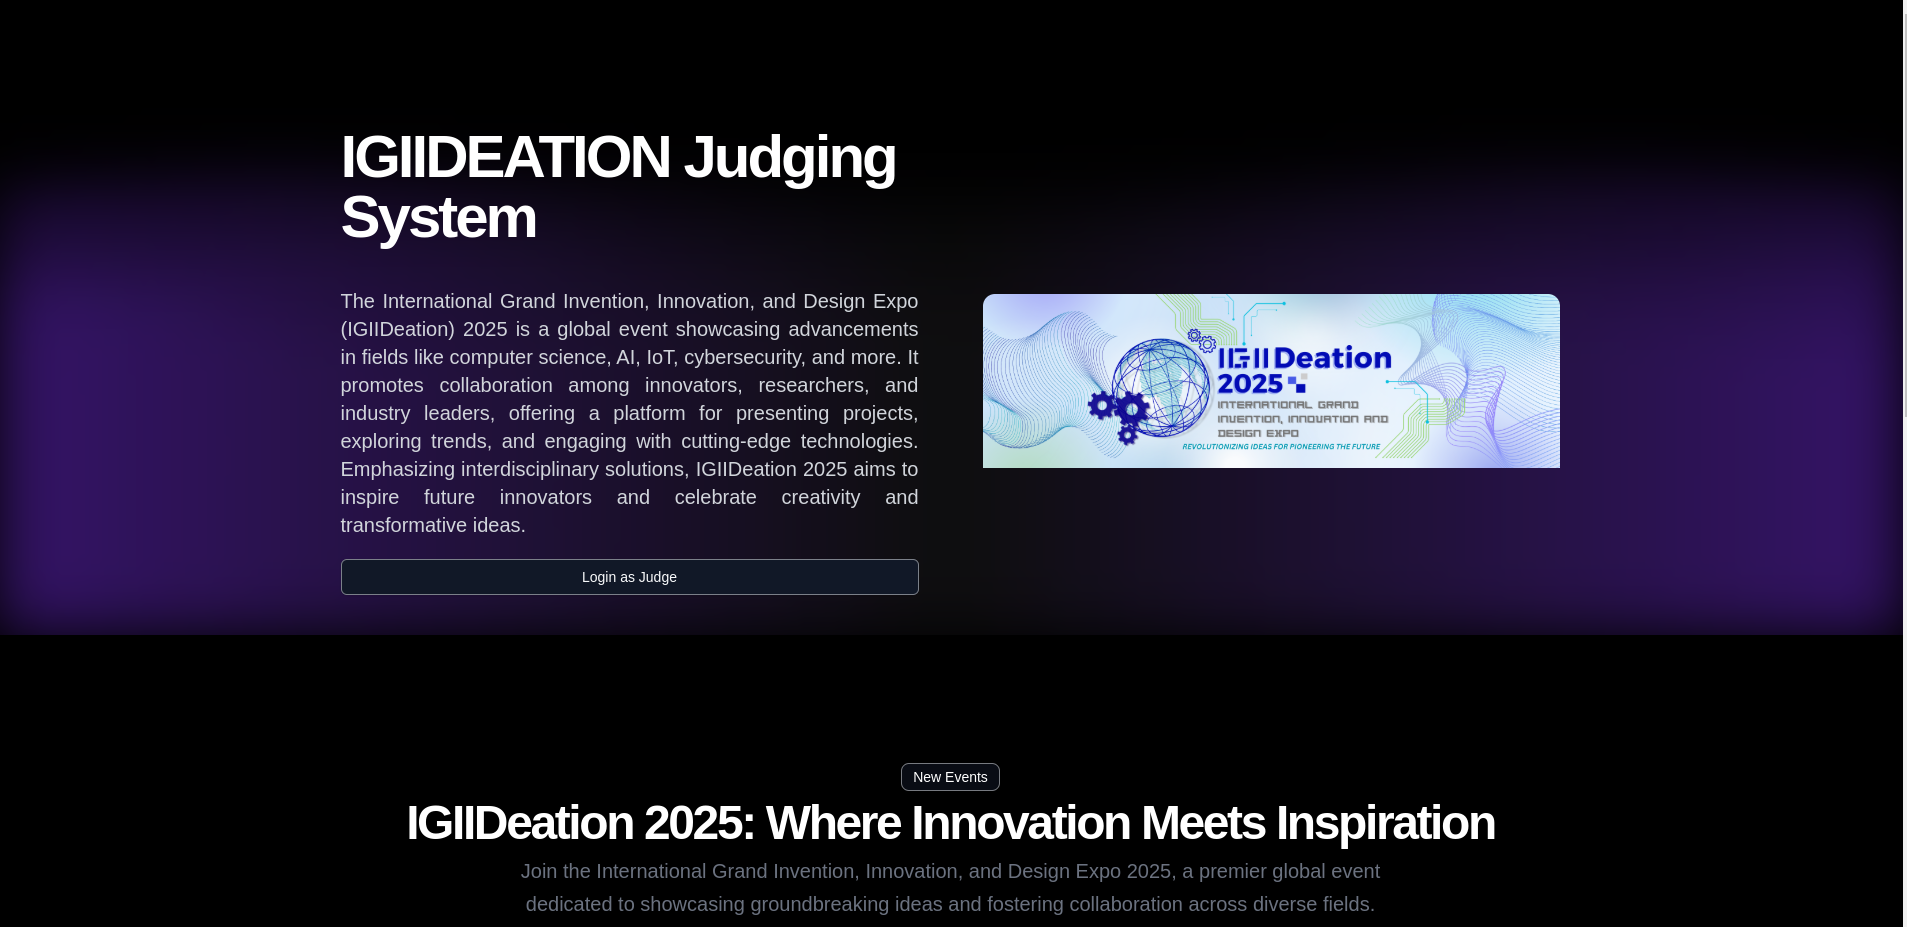 IGIIDEATION Judging
System
The International Grand Invention, Innovation, and Design Expo
(IGIIDeation) 2025 is a global event showcasing advancements
in fields like computer science, AI, IoT, cybersecurity, and more. It
promotes collaboration among innovators, researchers, and
industry leaders, offering a platform for presenting projects,
exploring trends, and engaging with cutting-edge technologies.
Emphasizing interdisciplinary solutions, IGIIDeation 2025 aims to
inspire future innovators and celebrate creativity and
transformative ideas.
Login as Judge
IGIIDeation
2025
INTERNATIONAL GRAND
INVENTION, INNOVATION AND
DESIGN EXPO
REVOLUTIONIZING IDEAS FOR PIONEERING THE FUTURE
New Events
IGIIDeation 2025: Where Innovation Meets Inspiration
Join the International Grand Invention, Innovation, and Design Expo 2025, a premier global event
dedicated to showcasing groundbreaking ideas and fostering collaboration across diverse fields.